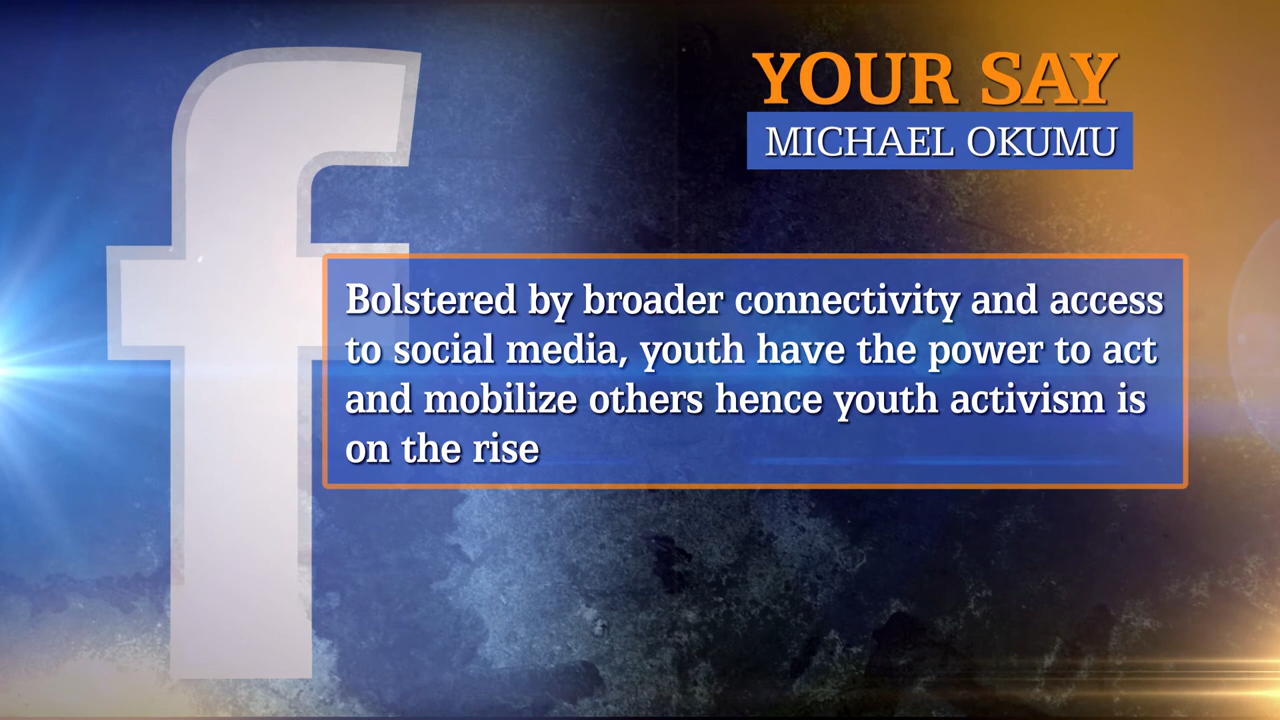 YOUR SAY
MICHAEL OKUMU
Bolstered by broader connectivity and access
to social media, youth have the power to act
and mobilize others hence youth activism is
on the rise